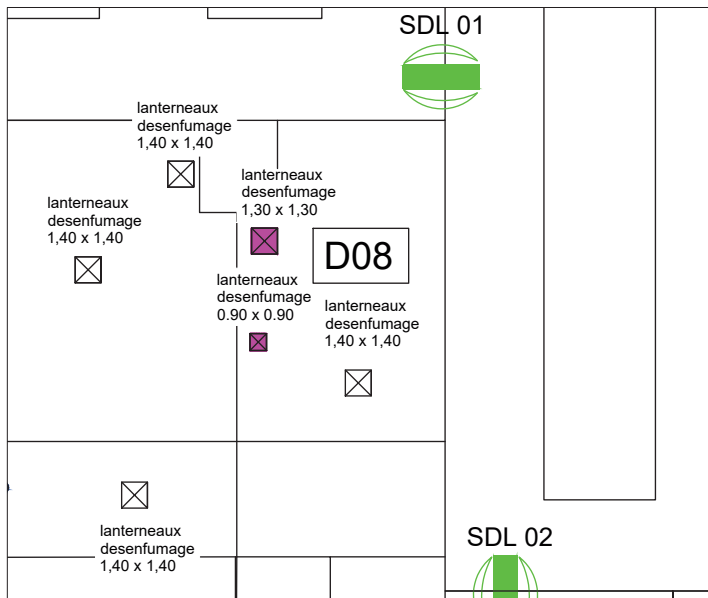 SDL 01
lanterneaux
desenfumage
1,40 x 1,40
lanterneaux
desenfumage
1,30 x 1,30
lanterneaux
desenfumage
1,40 x 1,40
D08
lanterneaux
desenfumage
0.90 x 0.90
lanterneaux
desenfumage
1,40 x 1,40
lanterneaux
desenfumage
1,40 x 1,40
SDL 02